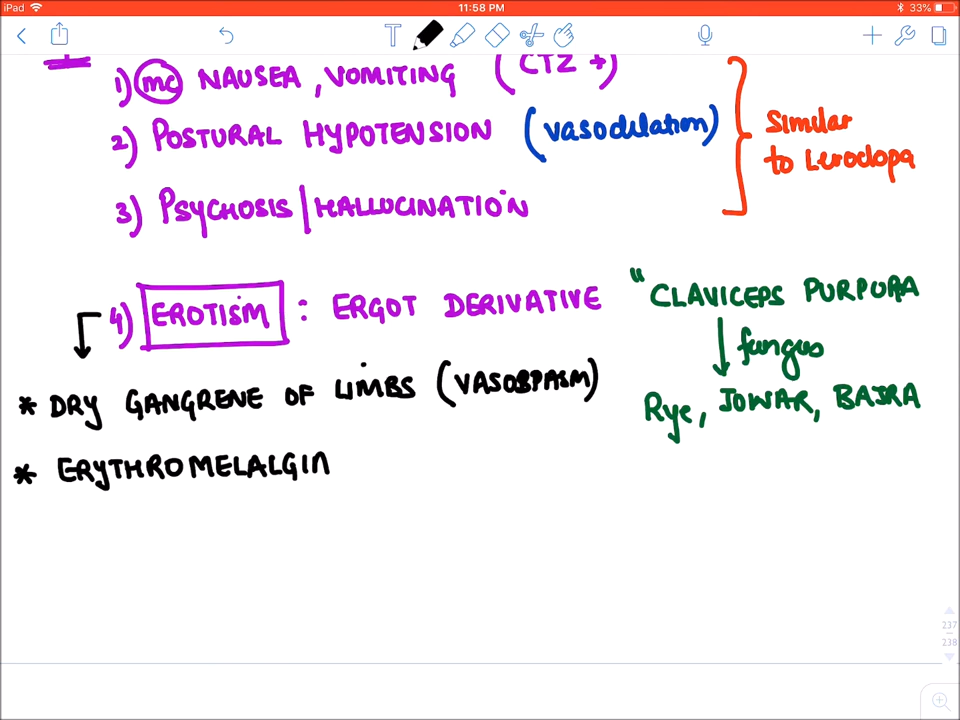 iPad 11:58 PM 33%
T
1) mc NAUSEA, VOMITING (CTZ +)
2) POSTURAL HYPOTENSION (vasodilation)
Similar
to Levodopa
3) PSYCHOSIS/HALLUCINATION
4) EROTISM : ERGOT DERIVATIVE
"CLAVICEPS PURPURA
fungus
Rye, JOWAR, BAJRA
* DRY GANGRENE OF LIMBS (VASOSPASM)
* ERYTHROMELALGIA
237
238